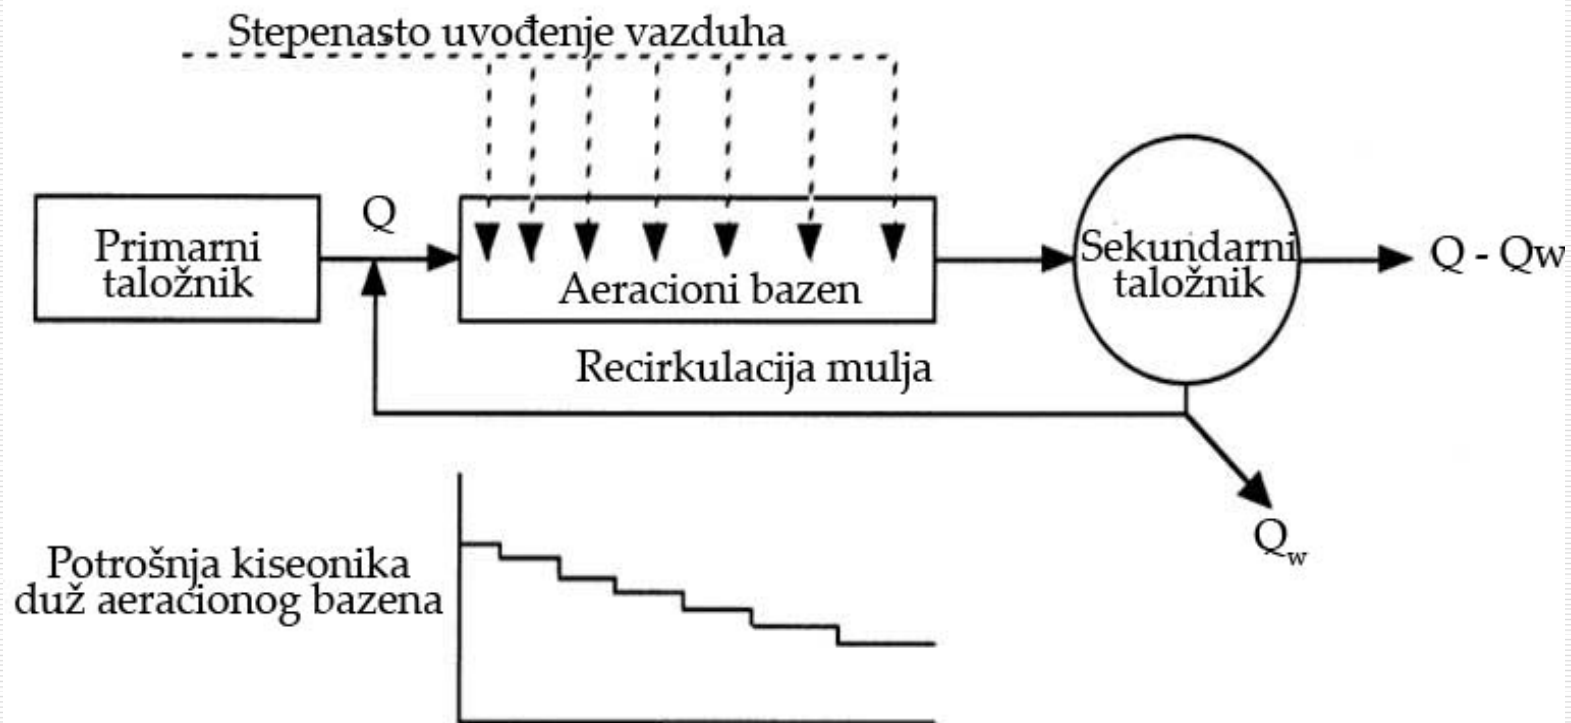 Stepenasto uvođenje vazduha
Q
Primarni
taložnik
Aeracioni bazen
Sekundarni
taložnik
Q - Qw
Recirkulacija mulja
Qw
Potrošnja kiseonika
duž aeracionog bazena